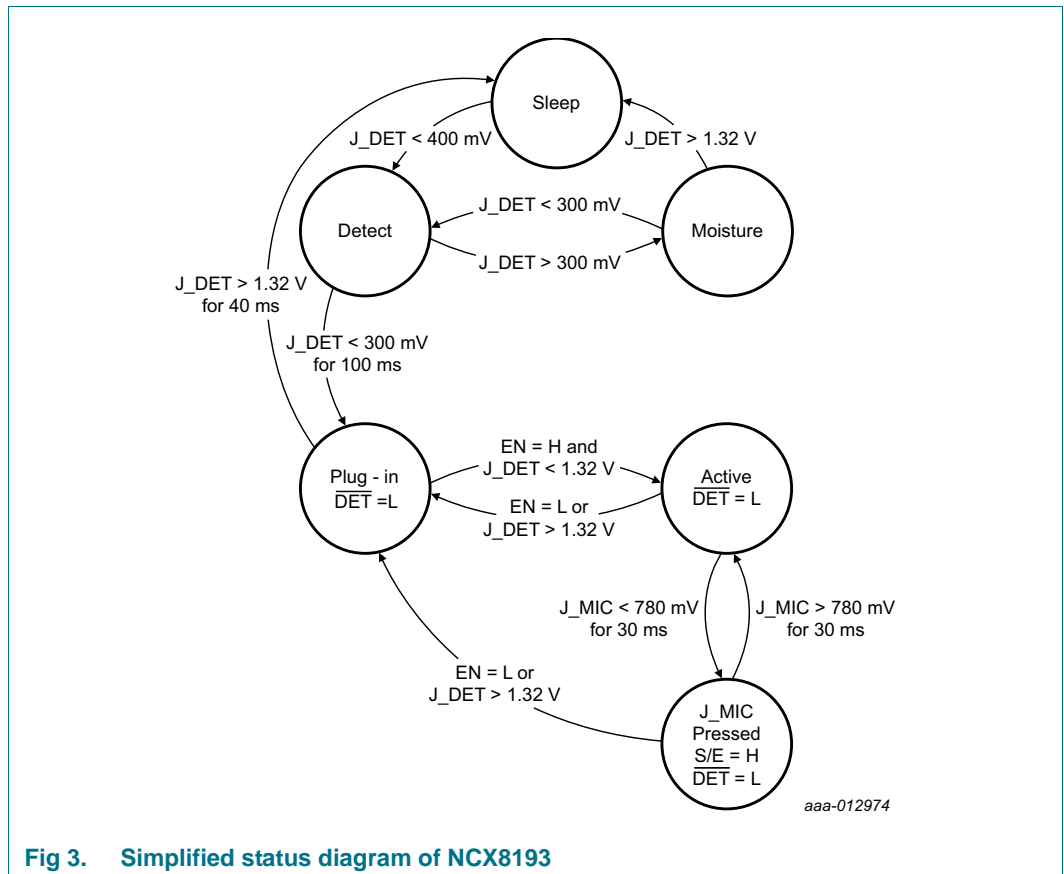 Sleep
J_DET < 400 mV
J_DET > 1.32 V
Detect
J_DET < 300 mV
Moisture
J_DET > 300 mV
J_DET > 1.32 V
for 40 ms
J_DET < 300 mV
for 100 ms
EN = H and
J_DET < 1.32 V
Plug - in
DET =L
Active
DET = L
EN = L or
J_DET > 1.32 V
J_MIC < 780 mV
for 30 ms
J_MIC > 780 mV
for 30 ms
EN = L or
J_DET > 1.32 V
J_MIC
Pressed
S/E = H
DET = L
aaa-012974
Fig 3. Simplified status diagram of NCX8193